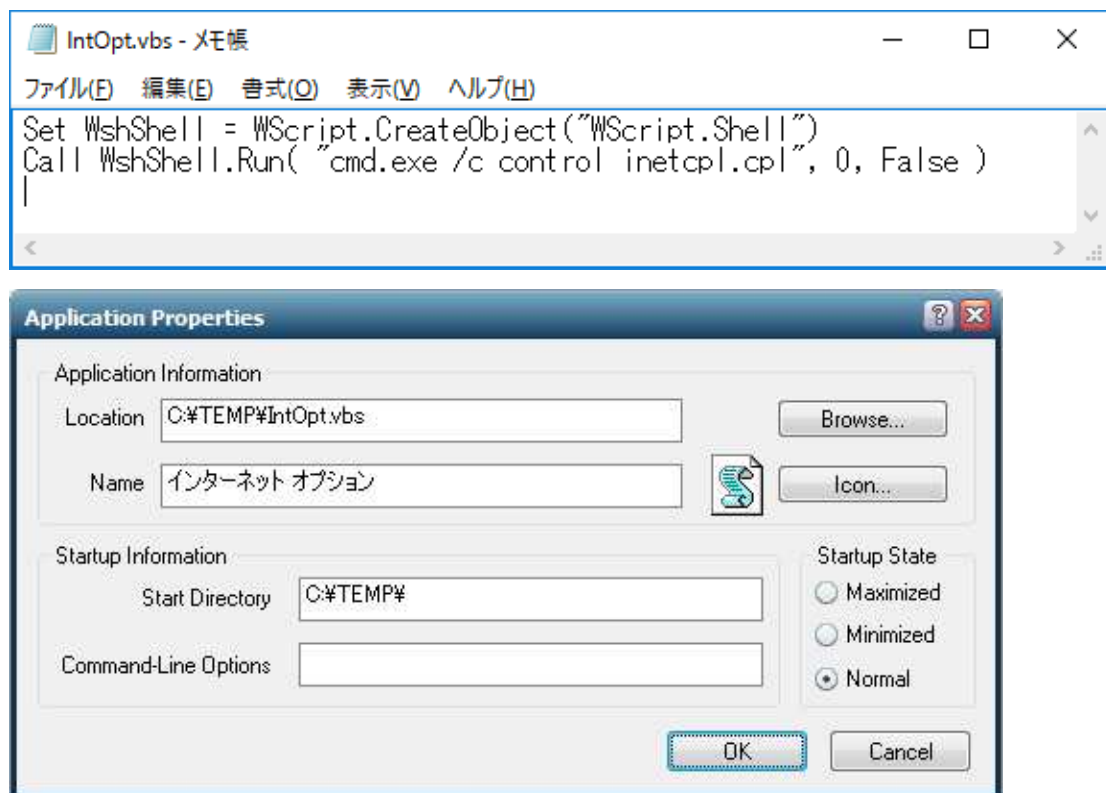 IntOpt.vbs - メモ帳
ファイル(F) 編集(E) 書式(O) 表示(V) ヘルプ(H)
Set WshShell = WScript.CreateObject("WScript.Shell")
Call WshShell.Run( "cmd.exe /c control inetcpl.cpl", 0, False )
Application Properties
Application Information
Location C:¥TEMP¥IntOpt.vbs Browse...
Name インターネット オプション Icon...
Startup Information
Startup State
Start Directory C:¥TEMP¥
Maximized
Minimized
Command-Line Options
Normal
OK Cancel